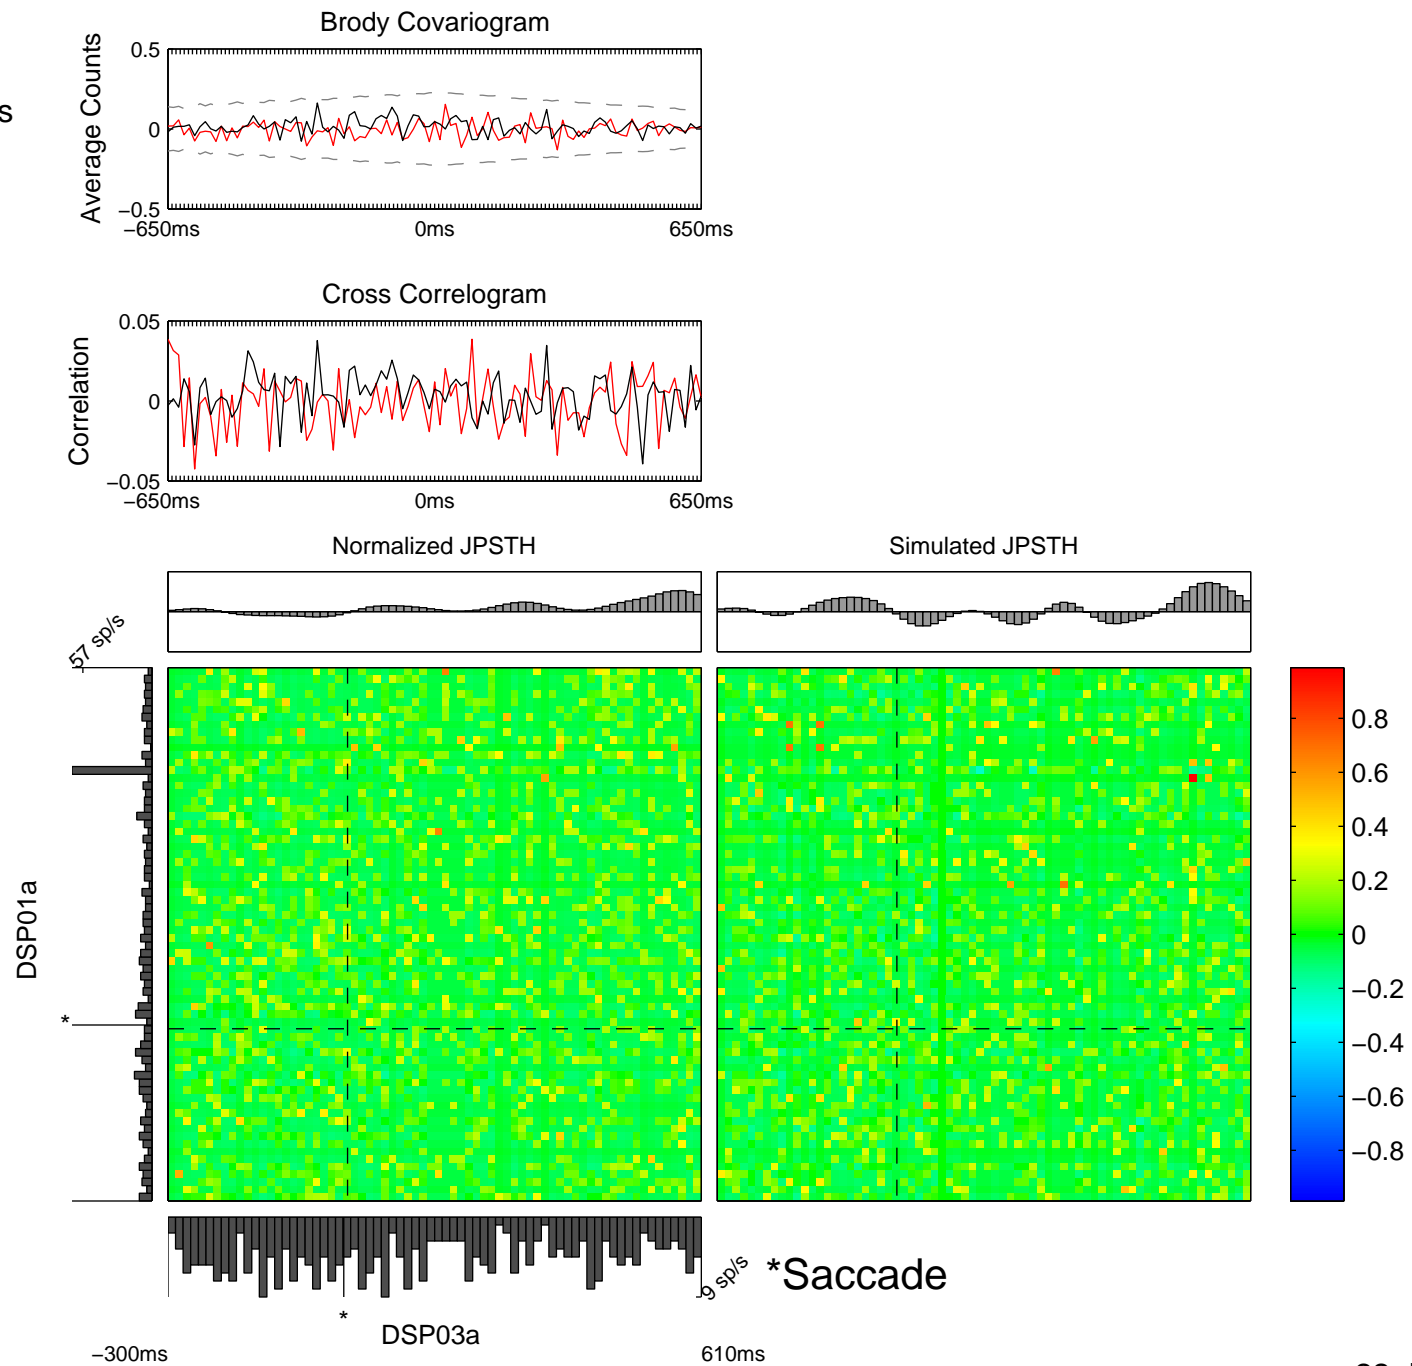 Brody Covariogram
s
Average Counts
0.5
0
−0.5
−650ms 0ms 650ms
Cross Correlogram
Correlation
0.05
0
−0.05
−650ms 0ms 650ms
Normalized JPSTH
Simulated JPSTH
57 sp/s
DSP01a
*
0.8
0.6
0.4
0.2
0
−0.2
−0.4
−0.6
−0.8
9 sp/s
*Saccade
*
DSP03a
−300ms 610ms